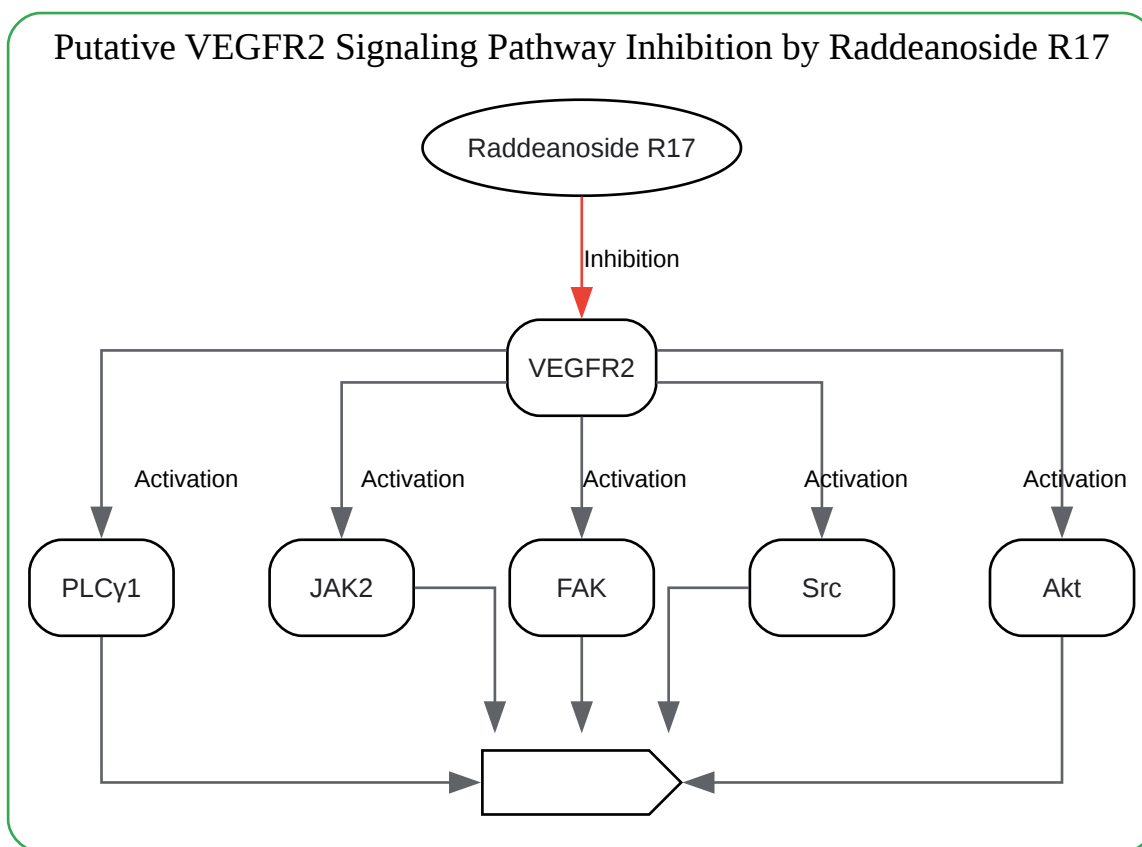 Putative VEGFR2 Signaling Pathway Inhibition by Raddeanoside R17
Raddeanoside R17
Inhibition
VEGFR2
Activation
Activation
Activation
Activation
Activation
PLCγ1
JAK2
FAK
Src
Akt